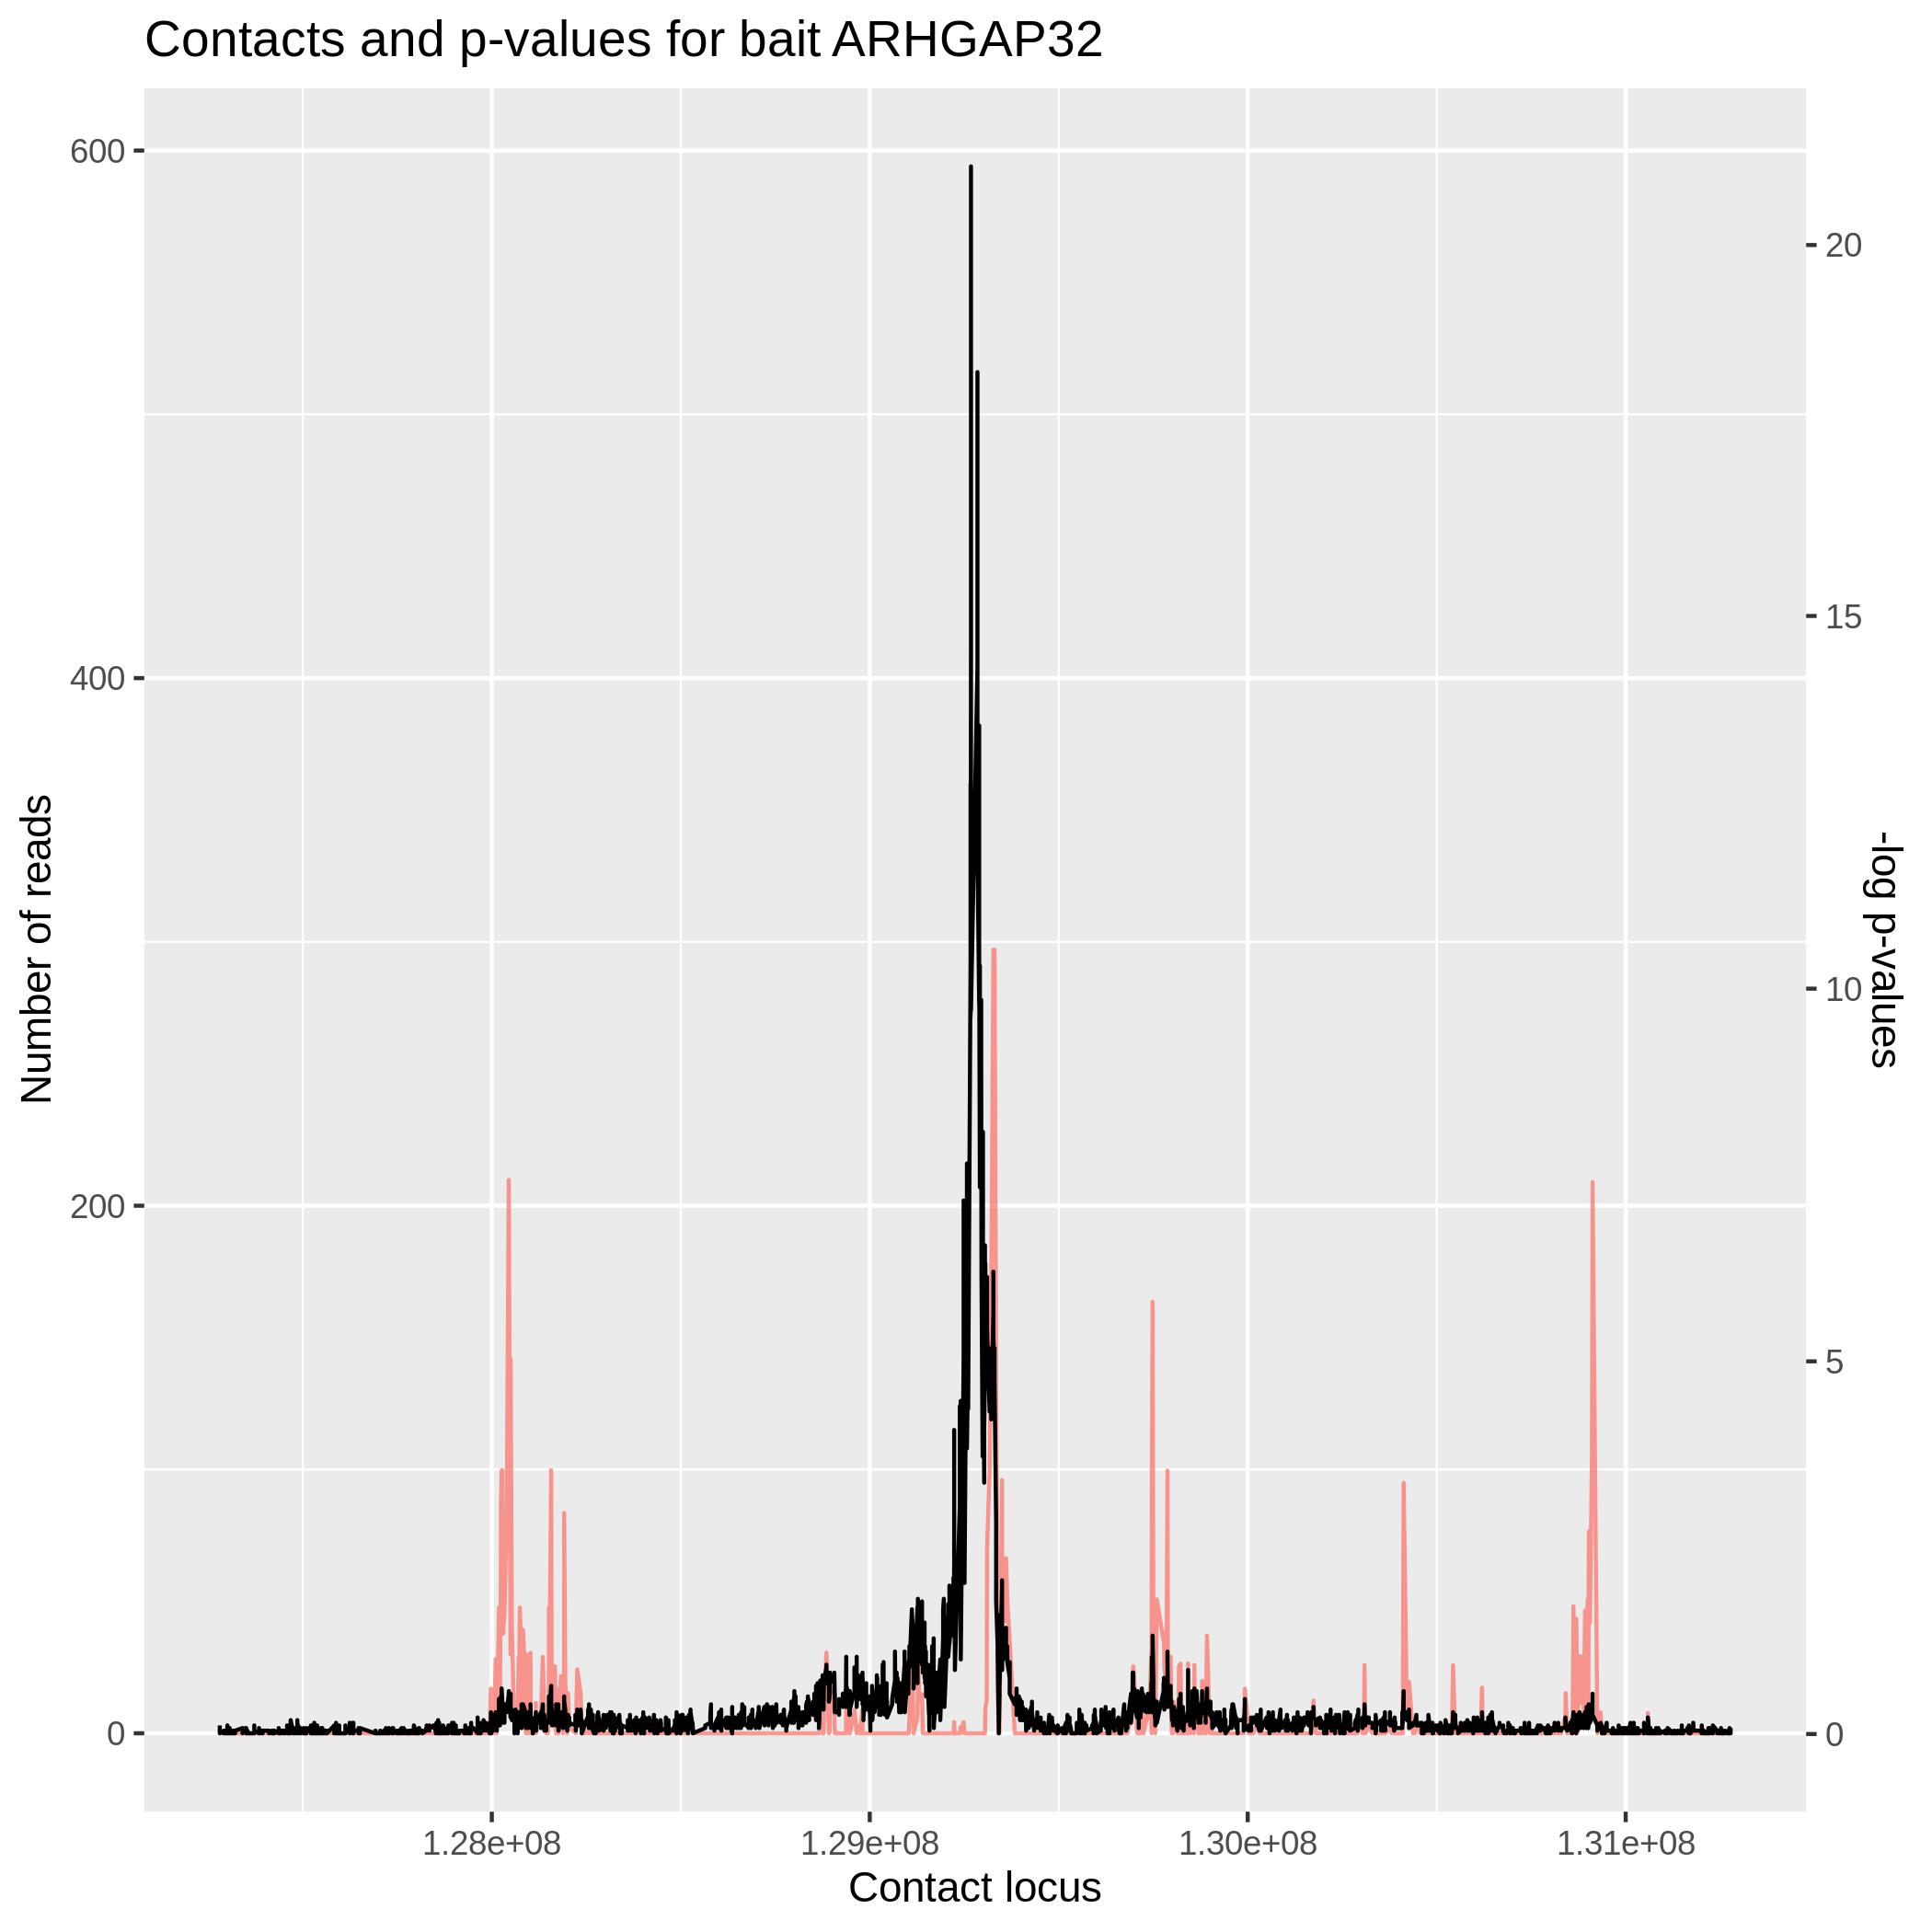 Contacts and p-values for bait ARHGAP32
600
400
200
0
Number of reads
20
15
10
5
0
-log p-values
1.28e+08
1.29e+08
1.30e+08
1.31e+08
Contact locus